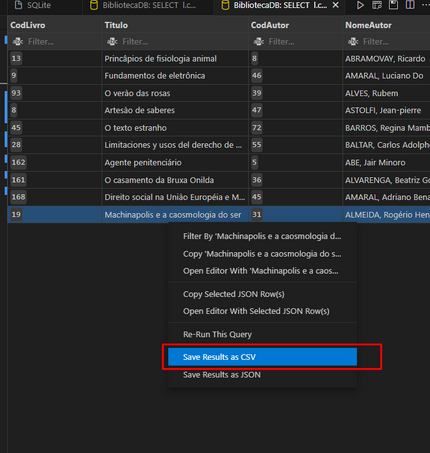 SQLite
BibliotecaDB: SELECT l.c...
BibliotecaDB: SELECT l.c...
CodLivro Titulo CodAutor NomeAutor
Filter... Filter... Filter... Filter...
13 Princâpios de fisiologia animal 8 ABRAMOVAY, Ricardo
9 Fundamentos de eletrônica 46 AMARAL, Luciano Do
93 O verão das rosas 39 ALVES, Rubem
8 Artesão de saberes 47 ASTOLFI, Jean-pierre
45 O texto estranho 72 BARROS, Regina Mamb
28 Limitaciones y usos del derecho de ... 55 BALTAR, Carlos Adolph
162 Agente penitenciário 5 ABE, Jair Minoro
161 O casamento da Bruxa Onilda 36 ALVARENGA, Beatriz G
168 Direito social na União Européia e M... 45 AMARAL, Adriano Bena
19 Machinapolis e a caosmologia do ser 31 ALMEIDA, Rogério Hen
Filter By 'Machinapolis e a caosmologia d...
Copy 'Machinapolis e a caosmologia do s...
Open Editor With 'Machinapolis e a caos...
Copy Selected JSON Row(s)
Open Editor With Selected JSON Row(s)
Re-Run This Query
Save Results as CSV
Save Results as JSON